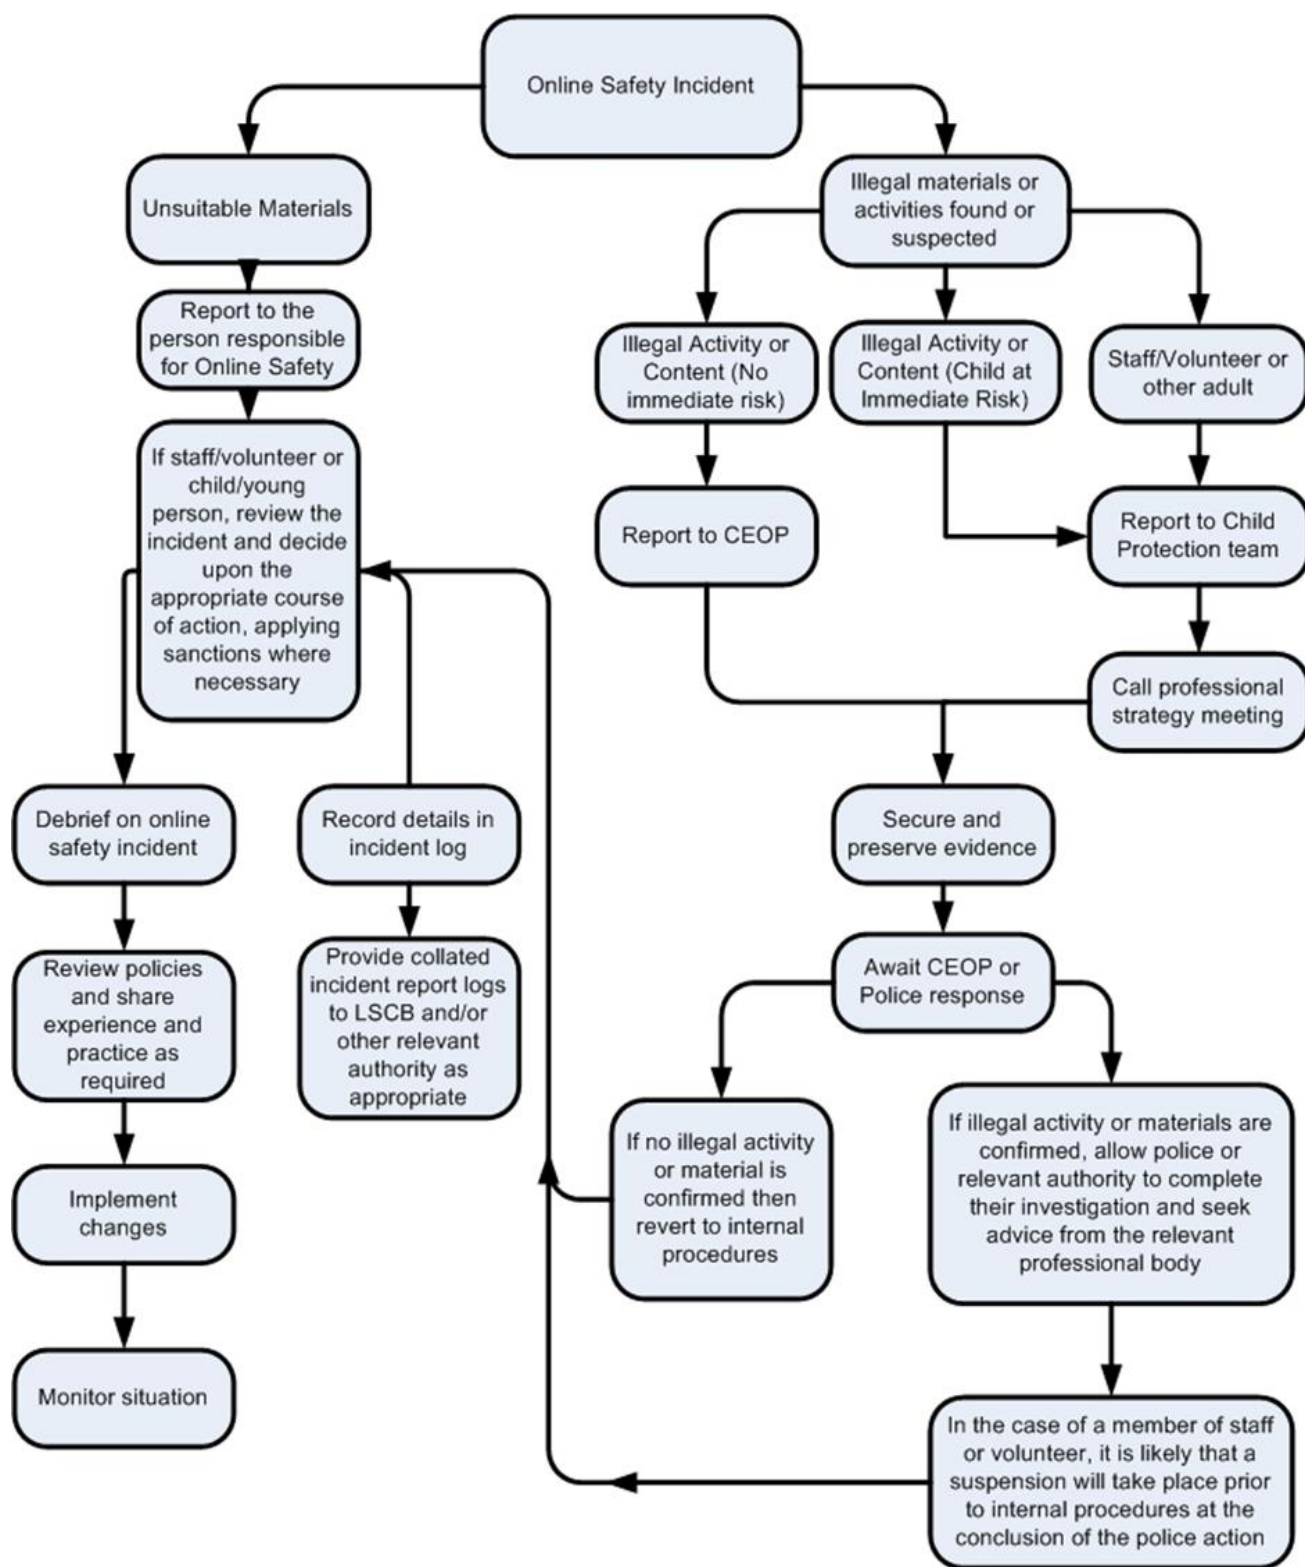 Online Safety Incident
Unsuitable Materials
Illegal materials or
activities found or
suspected
Report to the
person responsible
for Online Safety
Illegal Activity or
Content (No
immediate risk)
Illegal Activity or
Content (Child at
Immediate Risk)
Staff/Volunteer or
other adult
If staff/volunteer or
child/young
person, review the
incident and decide
upon the
appropriate course
of action, applying
sanctions where
necessary
Report to CEOP
Report to Child
Protection team
Call professional
strategy meeting
Debrief on online
safety incident
Record details in
incident log
Secure and
preserve evidence
Review policies
and share
experience and
practice as
required
Provide collated
incident report logs
to LSCB and/or
other relevant
authority as
appropriate
Await CEOP or
Police response
If no illegal activity
or material is
confirmed then
revert to internal
procedures
If illegal activity or materials are
confirmed, allow police or
relevant authority to complete
their investigation and seek
advice from the relevant
professional body
Implement
changes
Monitor situation
In the case of a member of staff
or volunteer, it is likely that a
suspension will take place prior
to internal procedures at the
conclusion of the police action